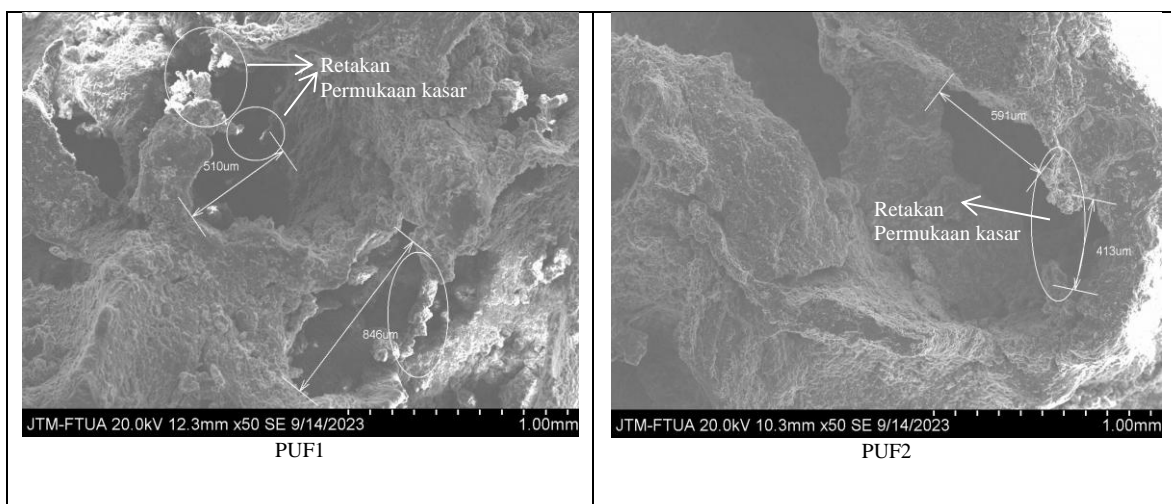 Retakan
Permukaan kasar
510um
846um
JTM-FTUA 20.0kV 12.3mm x50 SE 9/14/2023 1.00mm
PUF1
591um
Retakan
Permukaan kasar
413um
JTM-FTUA 20.0kV 10.3mm x50 SE 9/14/2023 1.00mm
PUF2